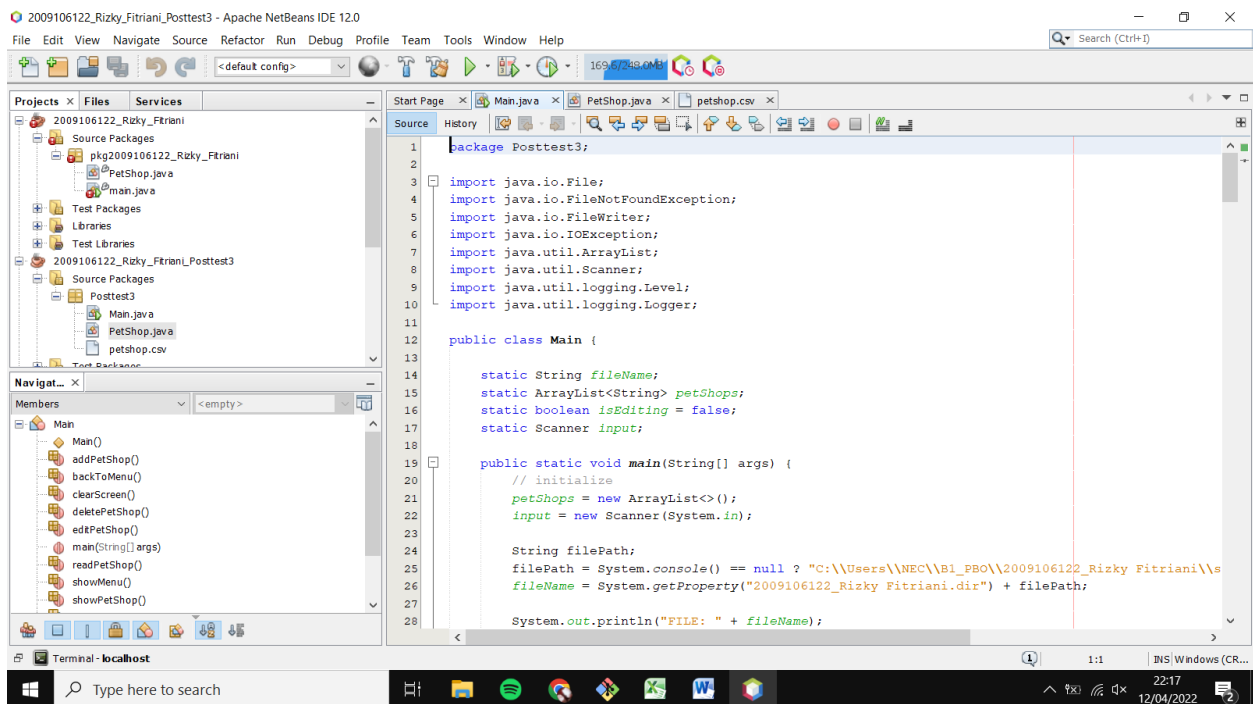 2009106122_Rizky_Fitriani_Posttest3 - Apache NetBeans IDE 12.0
File Edit View Navigate Source Refactor Run Debug Profile Team Tools Window Help
Search (Ctrl+I)
<default config>
169,6/248,0MB
Projects Files Services
2009106122_Rizky_Fitriani
Source Packages
pkg2009106122_Rizky_Fitriani
PetShop.java
main.java
Test Packages
Libraries
Test Libraries
2009106122_Rizky_Fitriani_Posttest3
Source Packages
Posttest3
Main.java
PetShop.java
petshop.csv
Test Packages
Navigat...
Members
<empty>
Main
Main()
addPetShop()
backToMenu()
clearScreen()
deletePetShop()
editPetShop()
main(String[] args)
readPetShop()
showMenu()
showPetShop()
Start Page Main.java PetShop.java petshop.csv
Source History
1 package Posttest3;
2
3 import java.io.File;
4 import java.io.FileNotFoundException;
5 import java.io.FileWriter;
6 import java.io.IOException;
7 import java.util.ArrayList;
8 import java.util.Scanner;
9 import java.util.logging.Level;
10 import java.util.logging.Logger;
11
12 public class Main {
13
14 static String fileName;
15 static ArrayList<String> petShops;
16 static boolean isEditing = false;
17 static Scanner input;
18
19 public static void main(String[] args) {
20 // initialize
21 petShops = new ArrayList<>();
22 input = new Scanner(System.in);
23
24 String filePath;
25 filePath = System.console() == null ? "C:\\Users\\NEC\\B1_PBO\\2009106122_Rizky Fitriani\\s
26 fileName = System.getProperty("2009106122_Rizky Fitriani.dir") + filePath;
27
28 System.out.println("FILE: " + fileName);
Terminal - localhost
1
1:1
INS Windows (CR...
Type here to search
22:17
12/04/2022
2